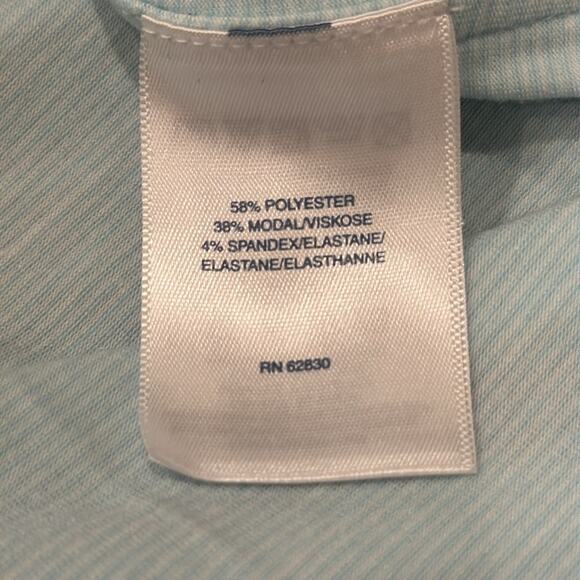 58% POLYESTER
38% MODAL/VISKOSE
4% SPANDEX/ELASTANE/
ELASTANE/ELASTHANNE
RN 62830